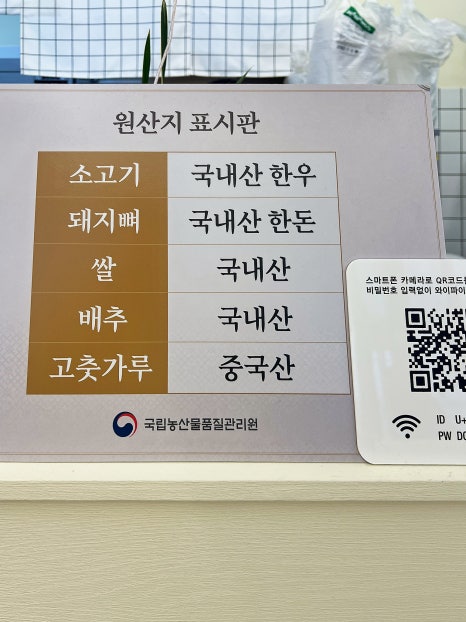 원산지 표시판
소고기 국내산 한우
돼지뼈 국내산 한돈
쌀 국내산
배추 국내산
고춧가루 중국산
국립농산물품질관리원
스마트폰 카메라로 QR코드를
비밀번호 입력없이 와이파이
ID U+
PW DC